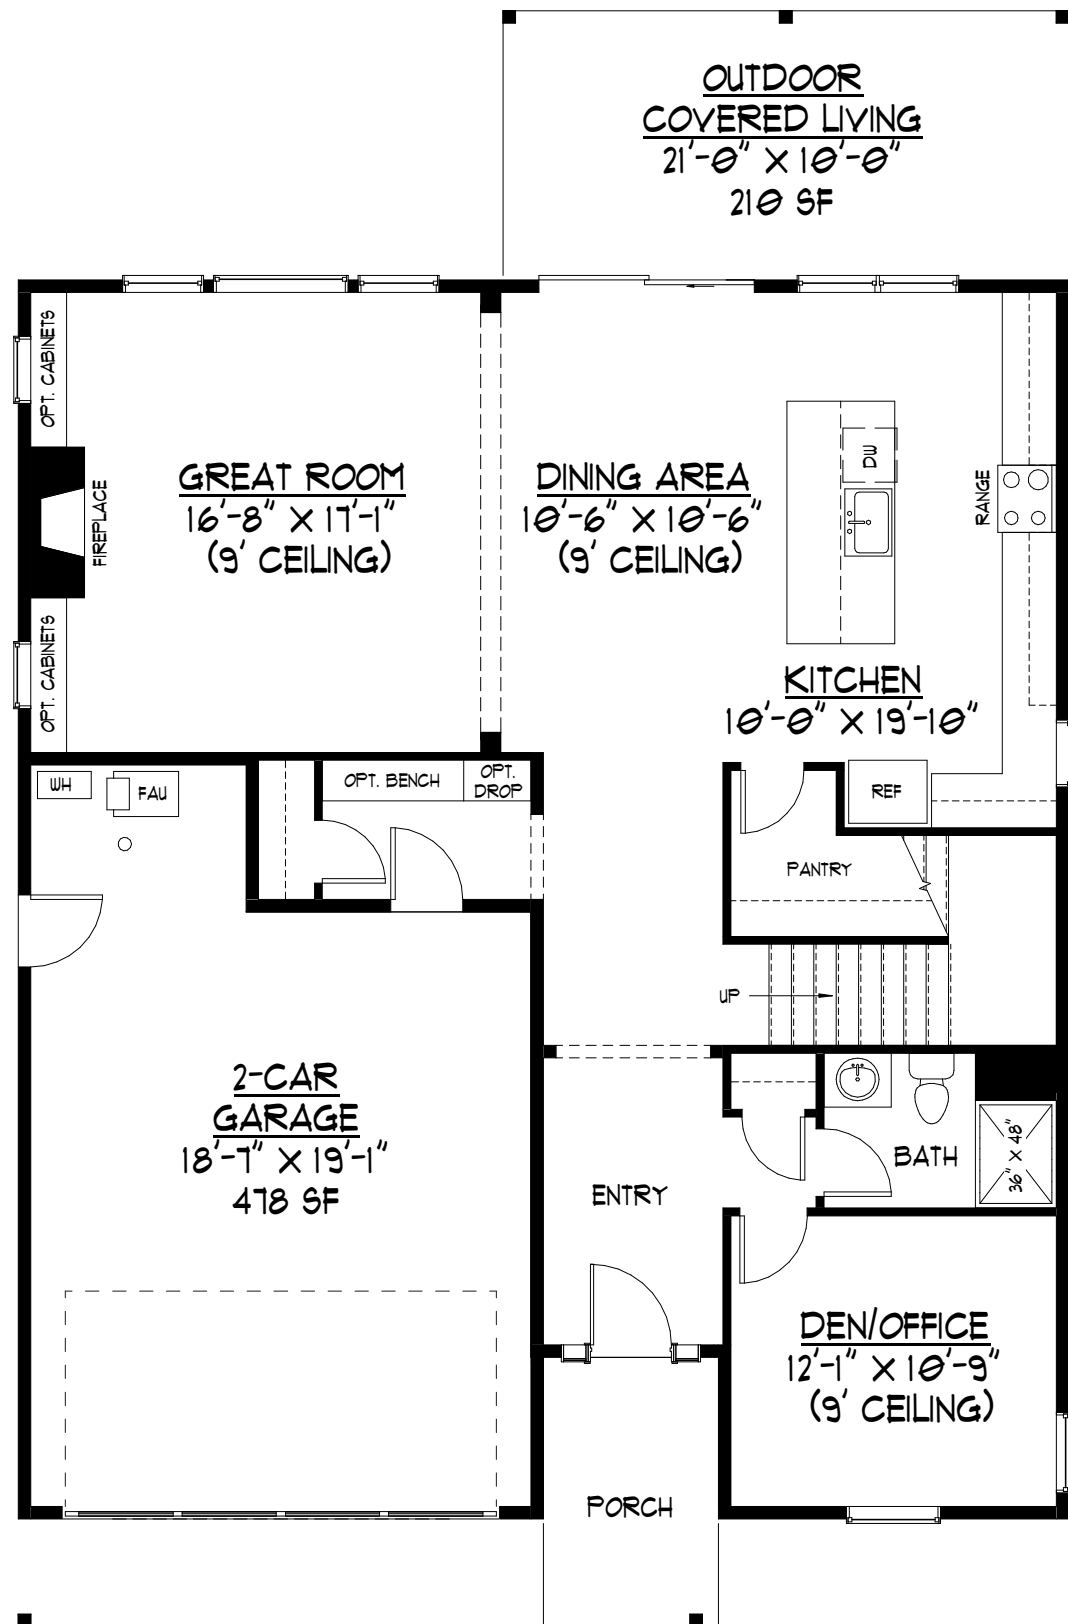 OUTDOOR
COVERED LIVING
21'-0" X 10'-0"
210 SF
OPT. CABINETS
FIREPLACE
OPT. CABINETS
GREAT ROOM
16'-8" X 17'-1"
(9' CEILING)
DINING AREA
10'-6" X 10'-6"
(9' CEILING)
DW
RANGE
KITCHEN
10'-0" X 19'-10"
WH
FAU
OPT. BENCH
OPT.
DROP
REF
PANTRY
UP
2-CAR
GARAGE
18'-7" X 19'-1"
478 SF
ENTRY
BATH
36" X 48"
DEN/OFFICE
12'-1" X 10'-9"
(9' CEILING)
PORCH